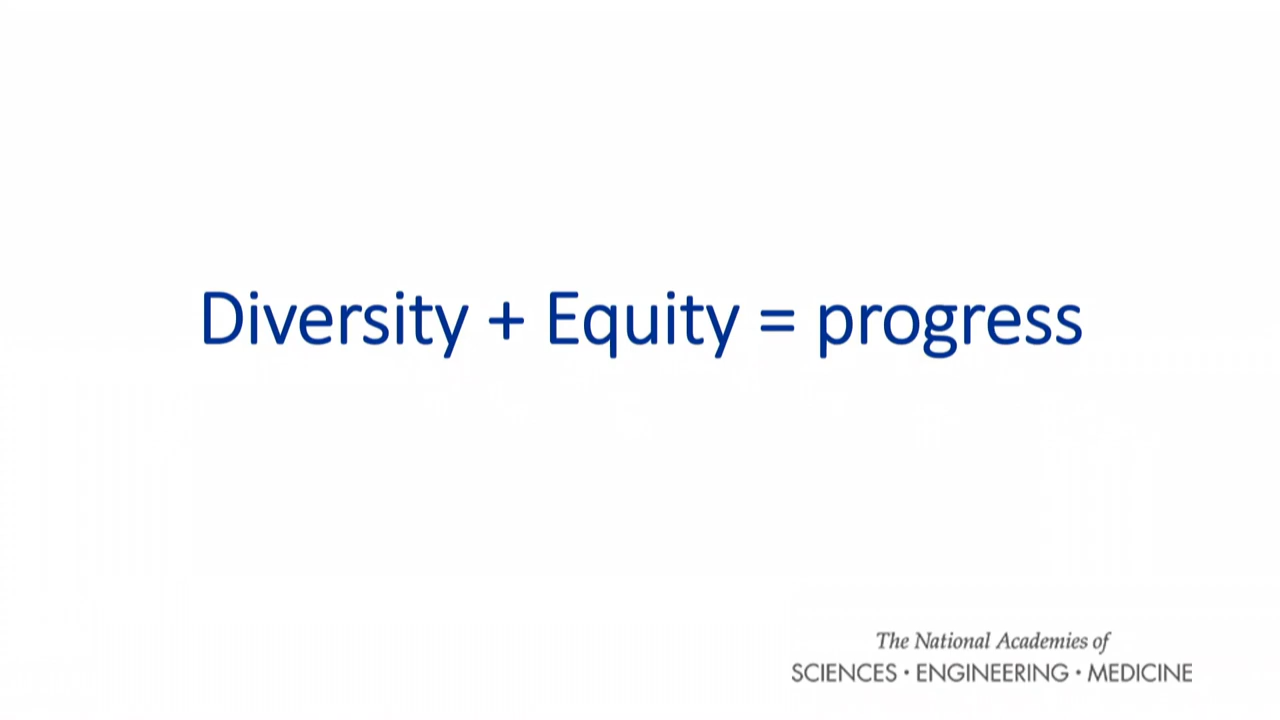 Diversity + Equity = progress
The National Academies of
SCIENCES · ENGINEERING · MEDICINE